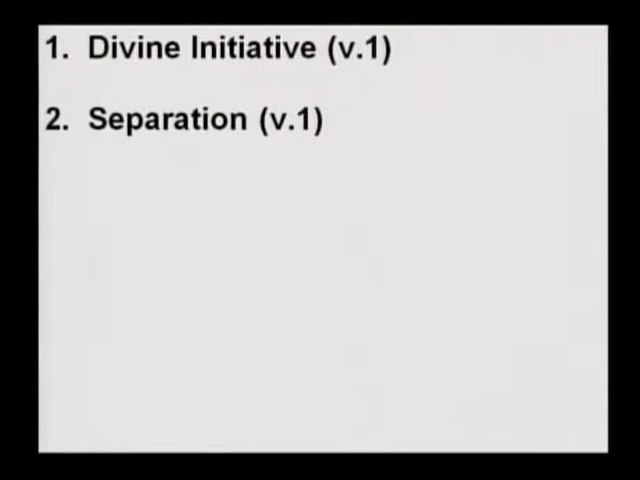 1. Divine Initiative (v.1)
2. Separation (v.1)